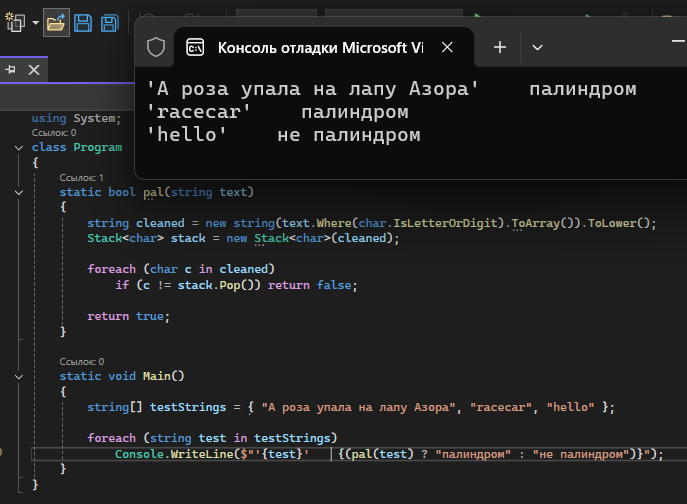 Консоль отладки Microsoft Vi
'А роза упала на лапу Азора'    палиндром
'racecar'    палиндром
'hello'    не палиндром
using System;
Ссылок: 0
class Program
{
Ссылок: 1
static bool pal(string text)
{
string cleaned = new string(text.Where(char.IsLetterOrDigit).ToArray()).ToLower();
Stack<char> stack = new Stack<char>(cleaned);
foreach (char c in cleaned)
if (c != stack.Pop()) return false;
return true;
}
Ссылок: 0
static void Main()
{
string[] testStrings = { "А роза упала на лапу Азора", "racecar", "hello" };
foreach (string test in testStrings)
Console.WriteLine($"'{test}'    {(pal(test) ? "палиндром" : "не палиндром")}");
}
}